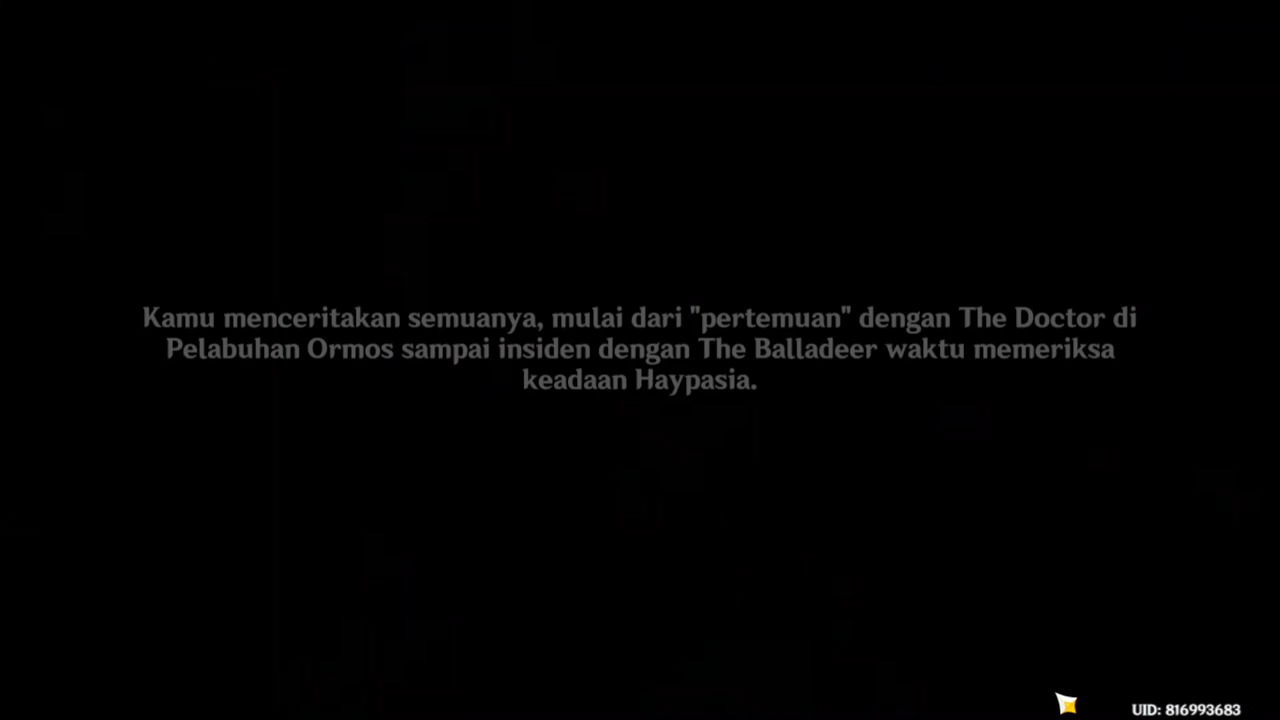 Kamu menceritakan semuanya, mulai dari "pertemuan" dengan The Doctor di
Pelabuhan Ormos sampai insiden dengan The Balladeer waktu memeriksa
keadaan Haypasia.
UID: 816993683